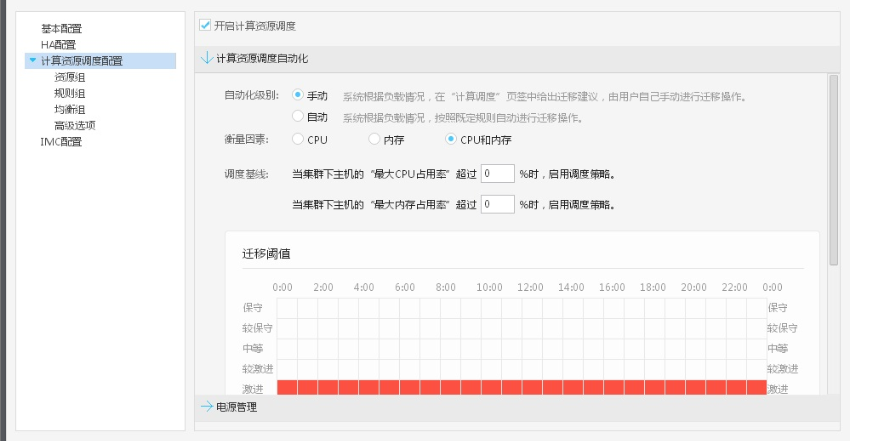 基本配置
HA配置
计算资源调度配置
资源组
规则组
均衡组
高级选项
IMC配置
开启计算资源调度
计算资源调度自动化
自动化级别: 手动 系统根据负载情况，在“计算调度”页签中给出迁移建议，由用户自己手动进行迁移操作。
自动 系统根据负载情况，按照既定规则自动进行迁移操作。
衡量因素: CPU 内存 CPU和内存
调度基线: 当集群下主机的“最大CPU占用率”超过 0 %时，启用调度策略。
当集群下主机的“最大内存占用率”超过 0 %时，启用调度策略。
迁移阈值
0:00 2:00 4:00 6:00 8:00 10:00 12:00 14:00 16:00 18:00 20:00 22:00 0:00
保守 保守
较保守 较保守
中等 中等
较激进 较激进
激进 激进
电源管理